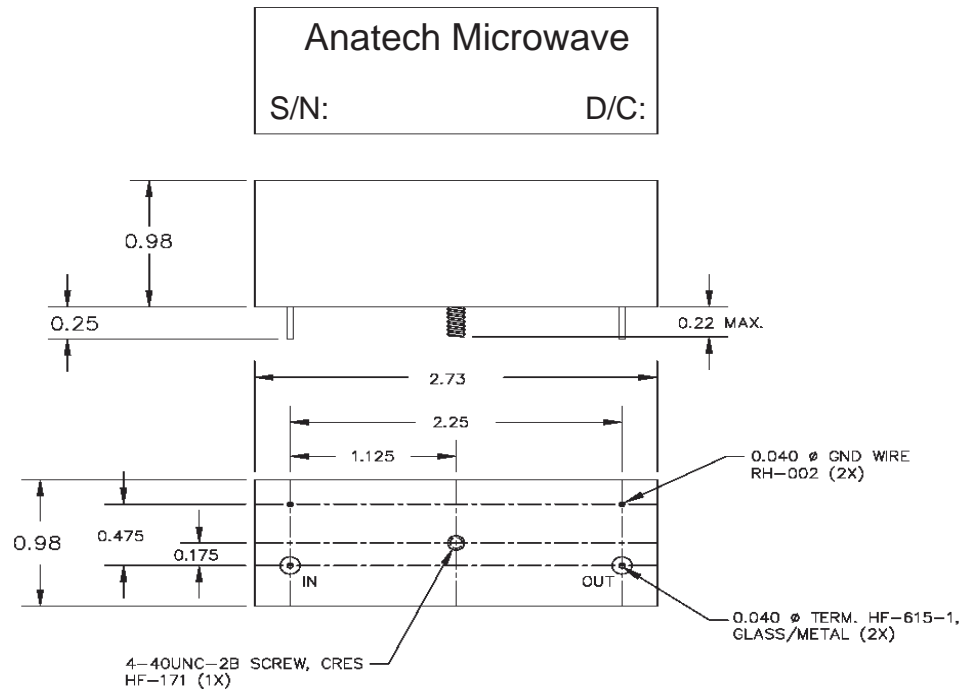 Anatech Microwave
S/N: D/C:
0.98
0.25
0.22 MAX.
2.73
2.25
1.125
0.040 ø GND WIRE
RH-002 (2X)
0.98
0.475
0.175
IN
OUT
0.040 ø TERM. HF-615-1,
GLASS/METAL (2X)
4-40UNC-2B SCREW, CRES
HF-171 (1X)